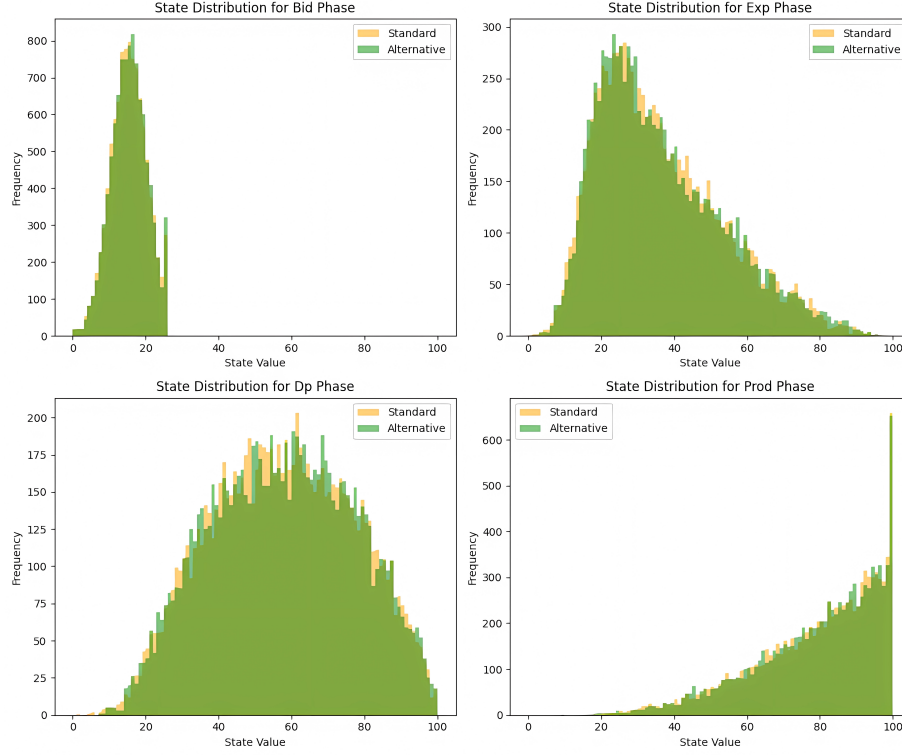 State Distribution for Bid Phase
Standard
Alternative
800
700
600
500
400
300
200
100
0
Frequency
0 20 40 60 80 100
State Value
State Distribution for Exp Phase
Standard
Alternative
300
250
200
150
100
50
0
Frequency
0 20 40 60 80 100
State Value
State Distribution for Dp Phase
Standard
Alternative
200
175
150
125
100
75
50
25
0
Frequency
0 20 40 60 80 100
State Value
State Distribution for Prod Phase
Standard
Alternative
600
500
400
300
200
100
0
Frequency
0 20 40 60 80 100
State Value